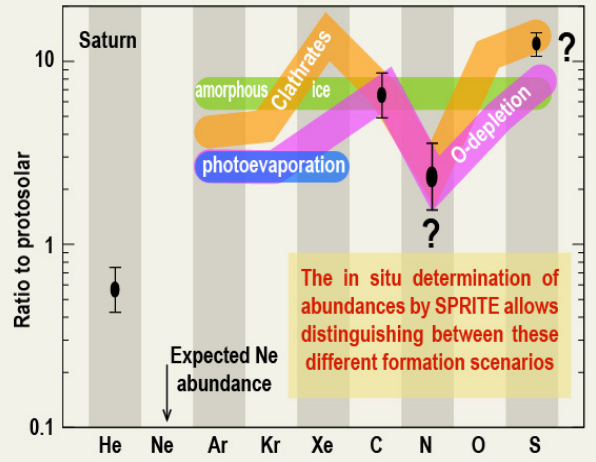 Saturn
10
1
0.1
Ratio to protosolar
Clathrates
amorphous ice
photoevaporation
O-depletion
?
?
The in situ determination of
abundances by SPRITE allows
distinguishing between these
different formation scenarios
Expected Ne
abundance
He Ne Ar Kr Xe C N O S